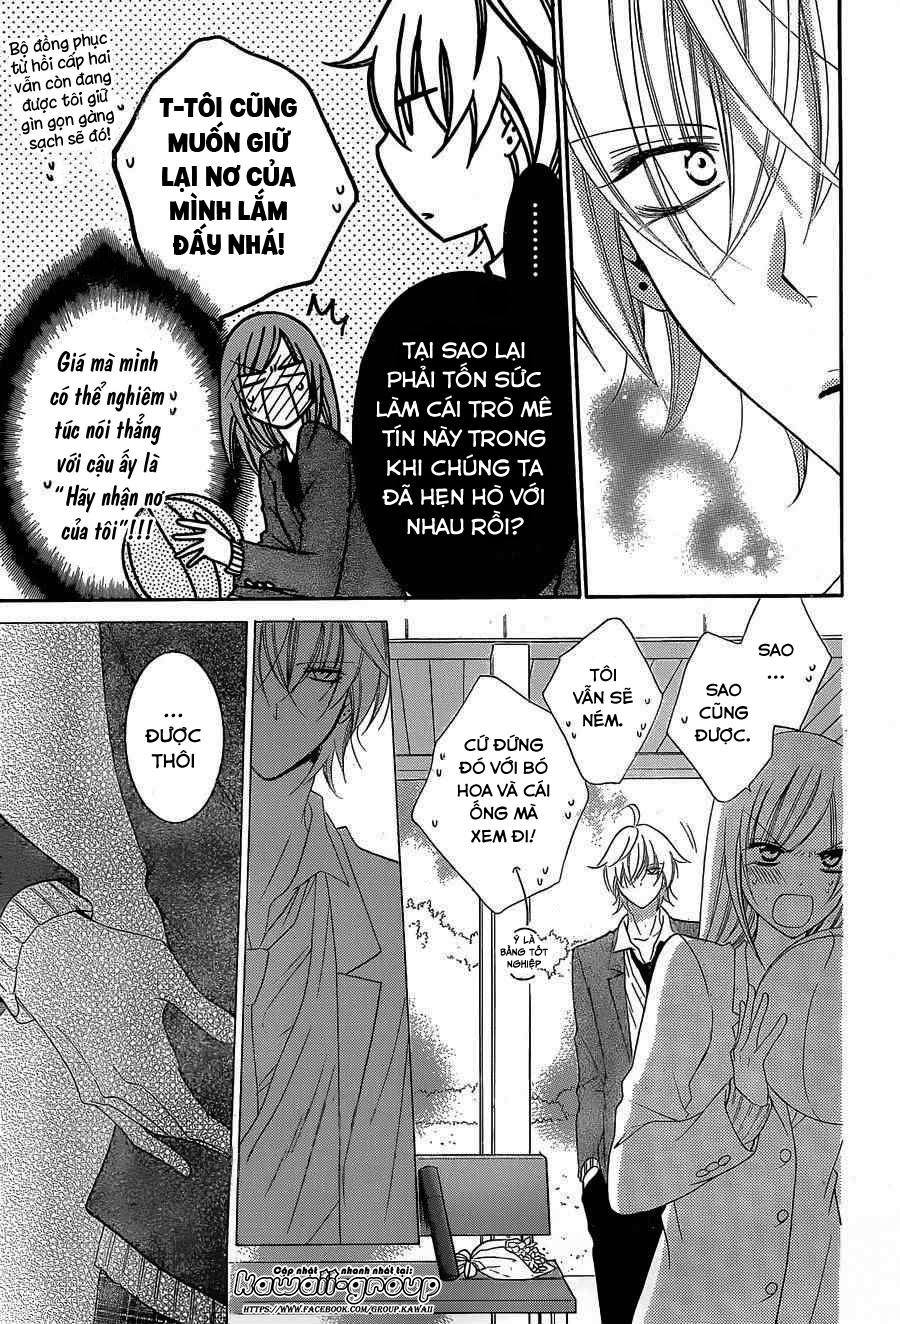 .........
TẠI SAO LẠI
PHẢI TỐN SỨC
LÀM CÁI TRÒ MÊ
TÍN NÀY TRONG
KHI CHÚNG TA
ĐÃ HẸN HÒ VỚI
NHAU RỒI?
T-TÔI CŨNG
MUỐN GIỮ
LẠI NƠ CỦA
MÌNH LẮM
ĐẤY NHÁ!
Bộ đồng phục
từ hồi cấp hai
vẫn còn đang
được tôi giữ
gìn gọn gàng
sạch sẽ đó!
Giá mà mình
có thể nghiêm
túc nói thẳng
với cậu ấy là
“Hãy nhận nơ
của tôi”!!!
SAO
...
SAO
CŨNG
ĐƯỢC.
TÔI
VẪN SẼ
NÉM.
CỨ ĐỨNG
ĐÓ VỚI BÓ
HOA VÀ CÁI
ỐNG MÀ
XEM ĐI!
Ý LÀ
BẰNG TỐT
NGHIỆP
...
ĐƯỢC
THÔI
Cập nhật nhanh nhất tại:
kawaii-group
HTTPS://WWW.FACEBOOK.COM/GROUP.KAWAII